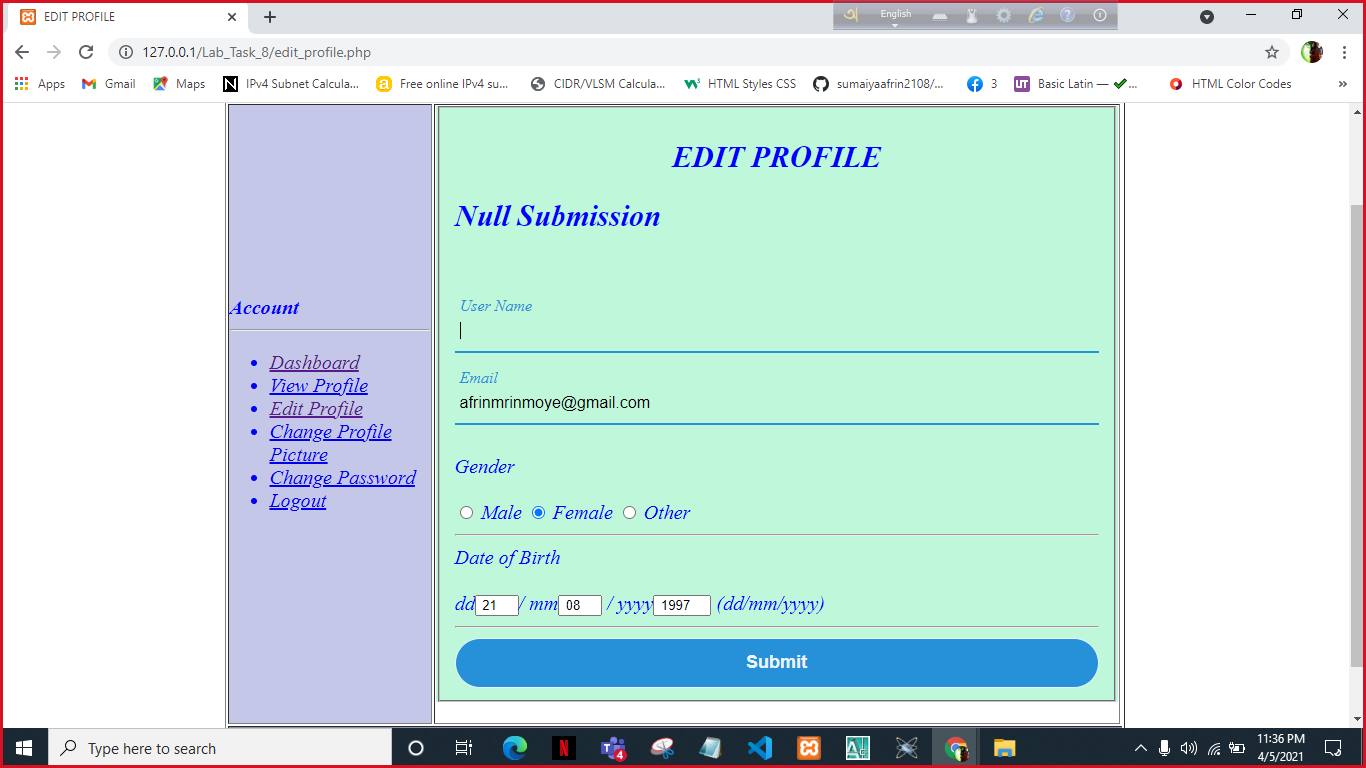 EDIT PROFILE
English
127.0.0.1/Lab_Task_8/edit_profile.php
Apps Gmail Maps IPv4 Subnet Calcula... Free online IPv4 su... CIDR/VLSM Calcula... HTML Styles CSS sumaiyaafrin2108/... 3 Basic Latin — ✔... HTML Color Codes »
EDIT PROFILE
Null Submission
Account
Dashboard
View Profile
Edit Profile
Change Profile
Picture
Change Password
Logout
User Name
Email
afrinmrinmoye@gmail.com
Gender
Male Female Other
Date of Birth
dd 21 / mm 08 / yyyy 1997 (dd/mm/yyyy)
Submit
Type here to search
4
11:36 PM
4/5/2021